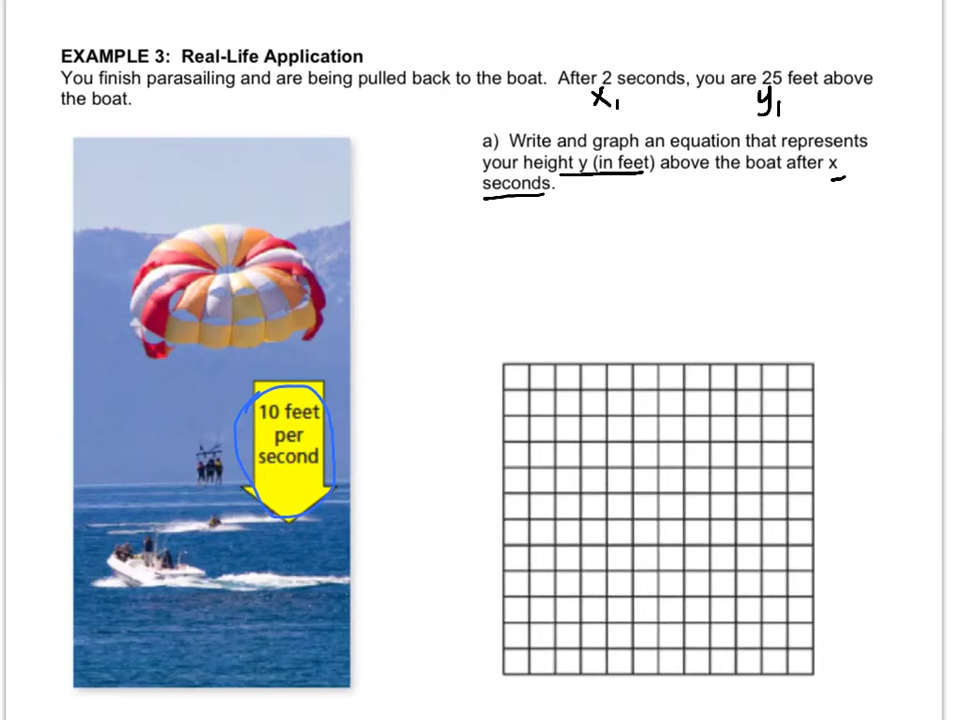 EXAMPLE 3: Real-Life Application
You finish parasailing and are being pulled back to the boat. After 2 seconds, you are 25 feet above
the boat.
x₁
y₁
a) Write and graph an equation that represents
your height y (in feet) above the boat after x
seconds.
10 feet
per
second